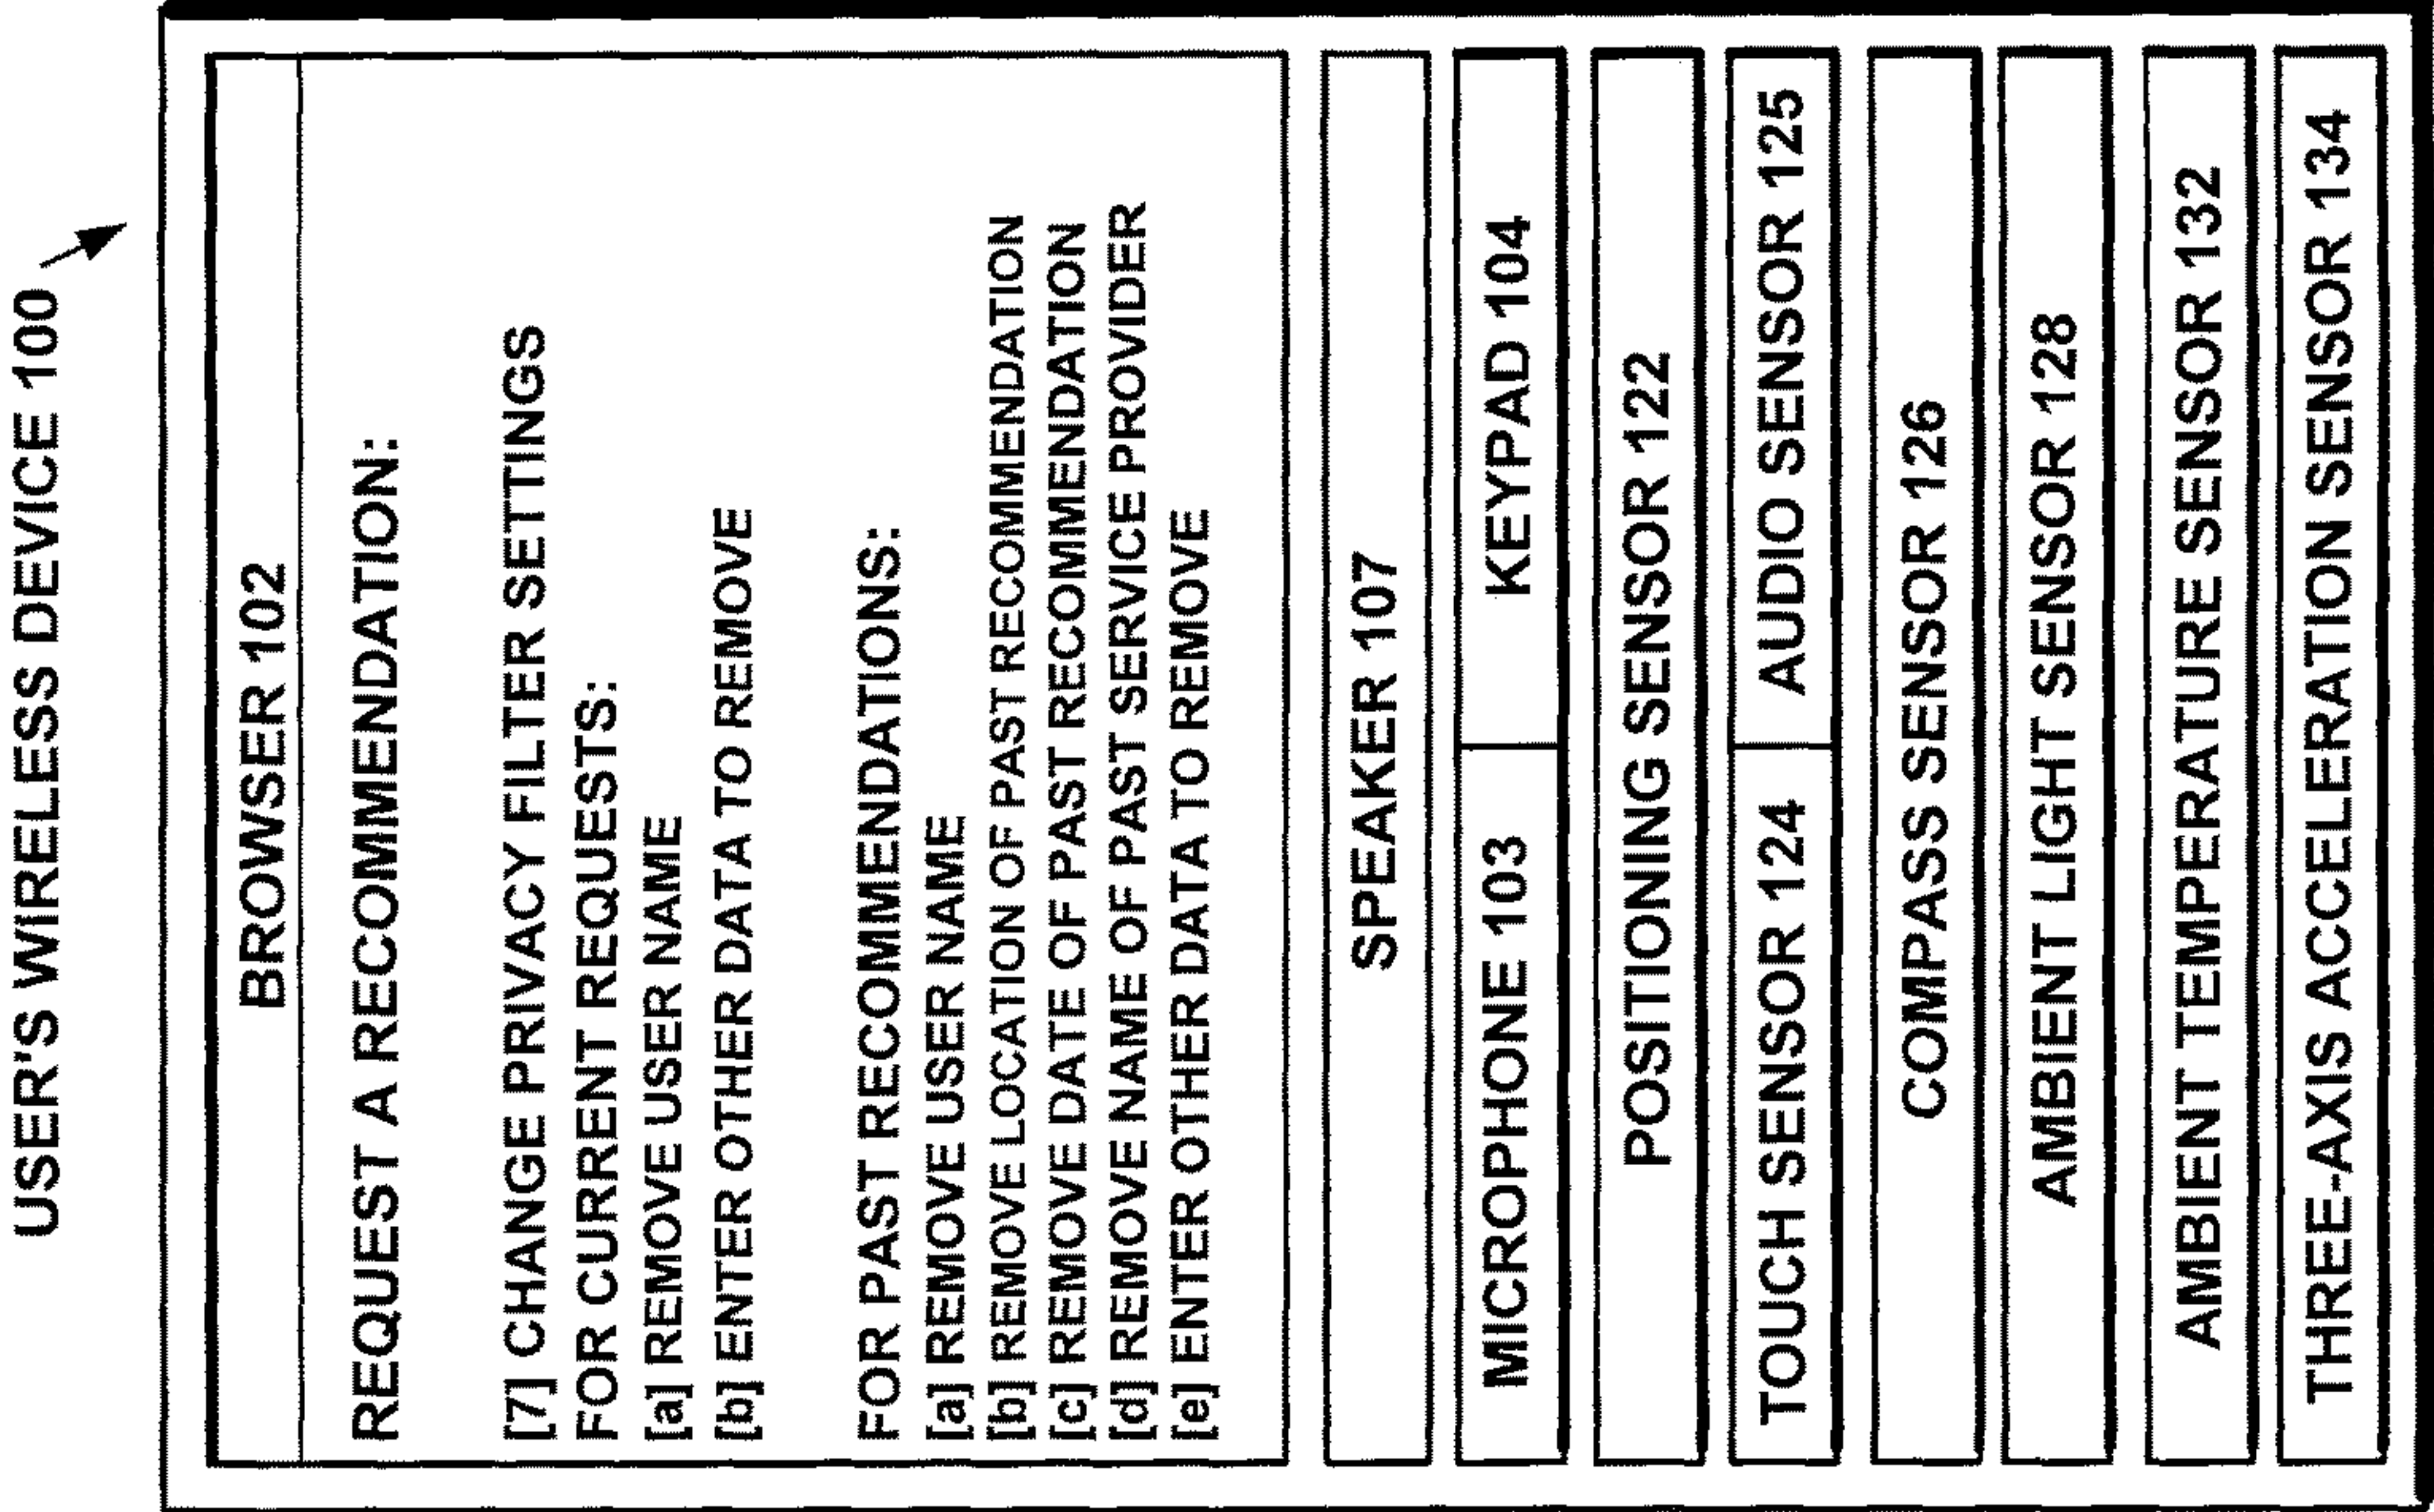 USER'S WIRELESS DEVICE 100
BROWSER 102
REQUEST A RECOMMENDATION:
[7] CHANGE PRIVACY FILTER SETTINGS
FOR CURRENT REQUESTS:
[a] REMOVE USER NAME
[b] ENTER OTHER DATA TO REMOVE
FOR PAST RECOMMENDATIONS:
[a] REMOVE USER NAME
[b] REMOVE LOCATION OF PAST RECOMMENDATION
[c] REMOVE DATE OF PAST RECOMMENDATION
[d] REMOVE NAME OF PAST SERVICE PROVIDER
[e] ENTER OTHER DATA TO REMOVE
SPEAKER 107
MICROPHONE 103 KEYPAD 104
POSITIONING SENSOR 122
TOUCH SENSOR 124 AUDIO SENSOR 125
COMPASS SENSOR 126
AMBIENT LIGHT SENSOR 128
AMBIENT TEMPERATURE SENSOR 132
THREE-AXIS ACCELERATION SENSOR 134